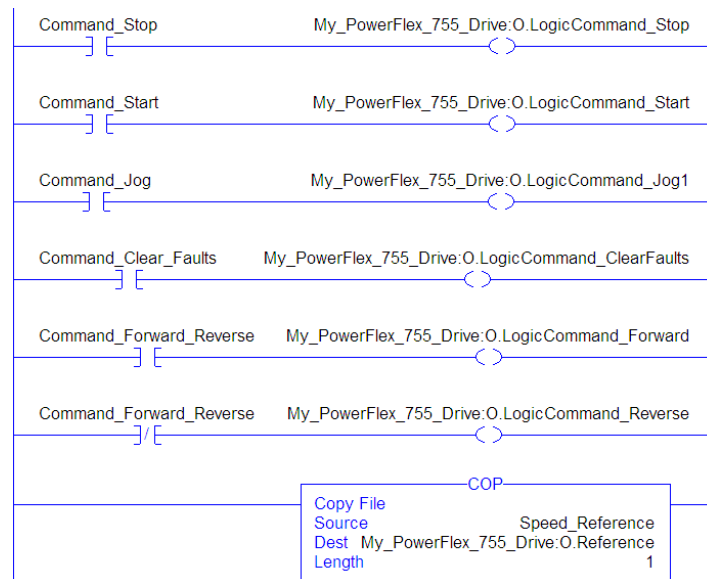 Command_Stop My_PowerFlex_755_Drive:O.LogicCommand_Stop
Command_Start My_PowerFlex_755_Drive:O.LogicCommand_Start
Command_Jog My_PowerFlex_755_Drive:O.LogicCommand_Jog1
Command_Clear_Faults My_PowerFlex_755_Drive:O.LogicCommand_ClearFaults
Command_Forward_Reverse My_PowerFlex_755_Drive:O.LogicCommand_Forward
Command_Forward_Reverse My_PowerFlex_755_Drive:O.LogicCommand_Reverse
COP
Copy File
Source Speed_Reference
Dest My_PowerFlex_755_Drive:O.Reference
Length 1